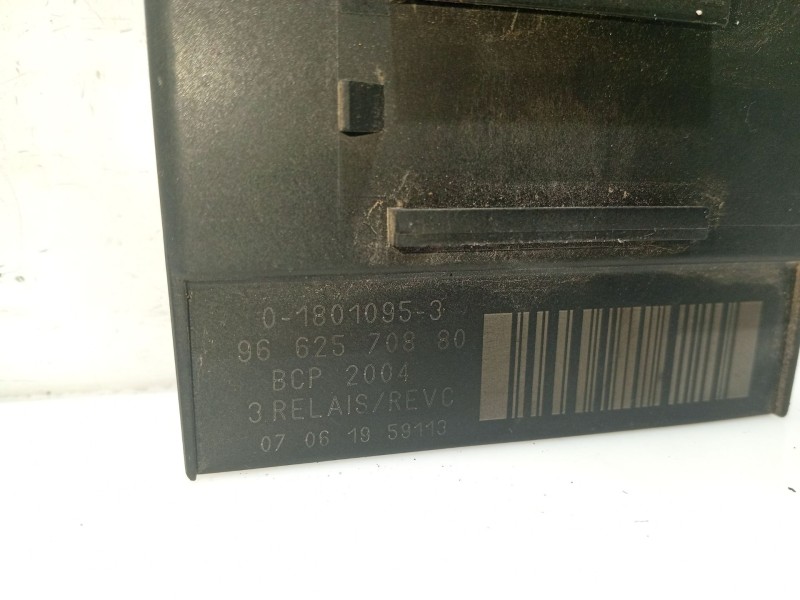 0-1801095-3
96 625 708 80
BCP 2004
3 RELAIS/REVC
07 06 19 59113